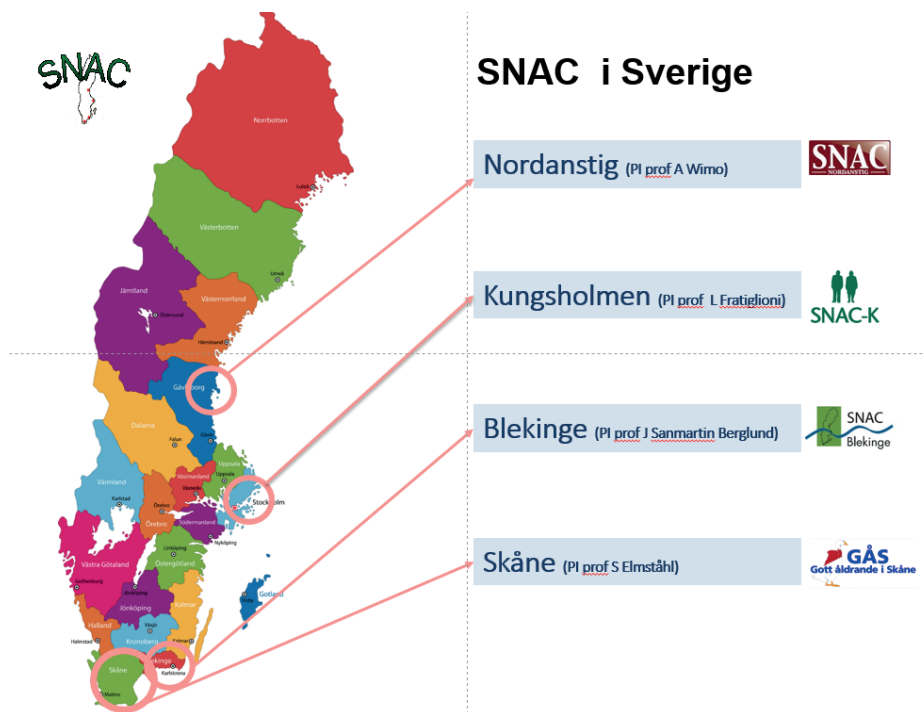 SNAC
SNAC i Sverige
Norrbotten
Luleå
Västerbotten
Umeå
Jämtland
Östersund
Västernorrland
Härnösand
Gävleborg
Gävle
Dalarna
Falun
Uppsala
Uppsala
Västmanland
Västerås
Värmland
Karlstad
Örebro
Örebro
Stockholm
Södermanland
Nyköping
Västra Götaland
Gothenburg
Linköping
Östergötland
Jönköping
Jönköping
Kalmar
Kalmar
Gotland
Visby
Halland
Halmstad
Växjö
Kronoberg
Skåne
Malmö
Karlskrona
Nordanstig (PI prof A Wimo)
SNAC
NORDANSTIG
Kungsholmen (PI prof L Fratiglioni)
SNAC-K
Blekinge (PI prof J Sanmartin Berglund)
SNAC
Blekinge
Skåne (PI prof S Elmståhl)
GÅS
Gott åldrande i Skåne